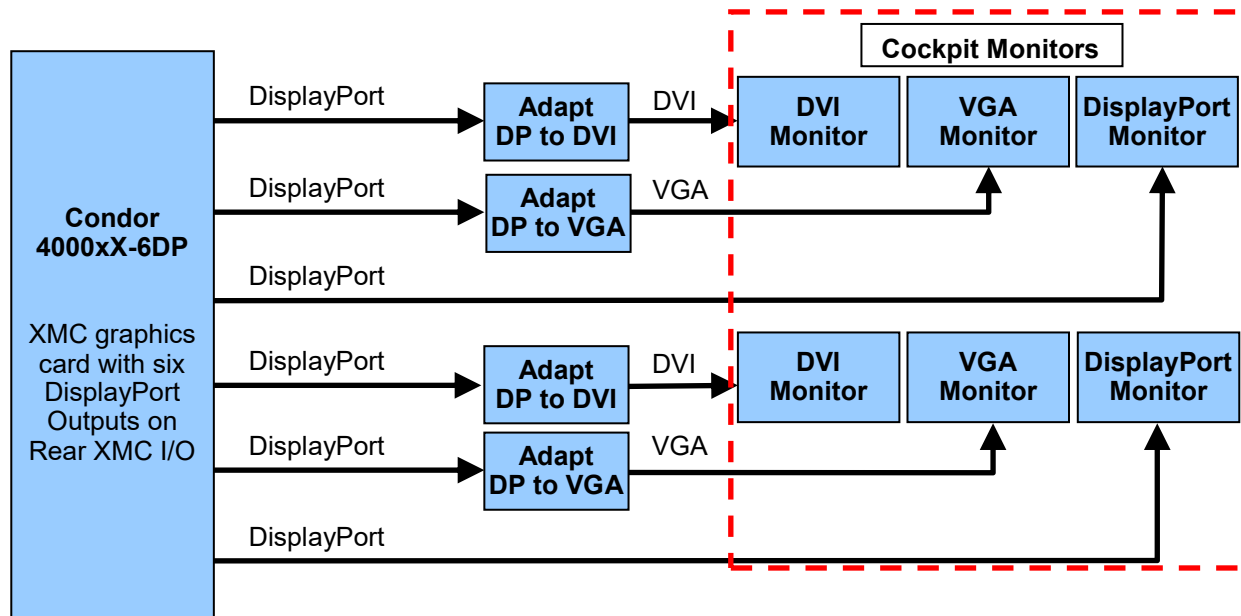 Cockpit Monitors
Condor
4000xX-6DP
XMC graphics
card with six
DisplayPort
Outputs on
Rear XMC I/O
DisplayPort
Adapt
DP to DVI
DVI
DVI
Monitor
VGA
Monitor
DisplayPort
Monitor
DisplayPort
Adapt
DP to VGA
VGA
DisplayPort
DisplayPort
Adapt
DP to DVI
DVI
DVI
Monitor
VGA
Monitor
DisplayPort
Monitor
DisplayPort
Adapt
DP to VGA
VGA
DisplayPort